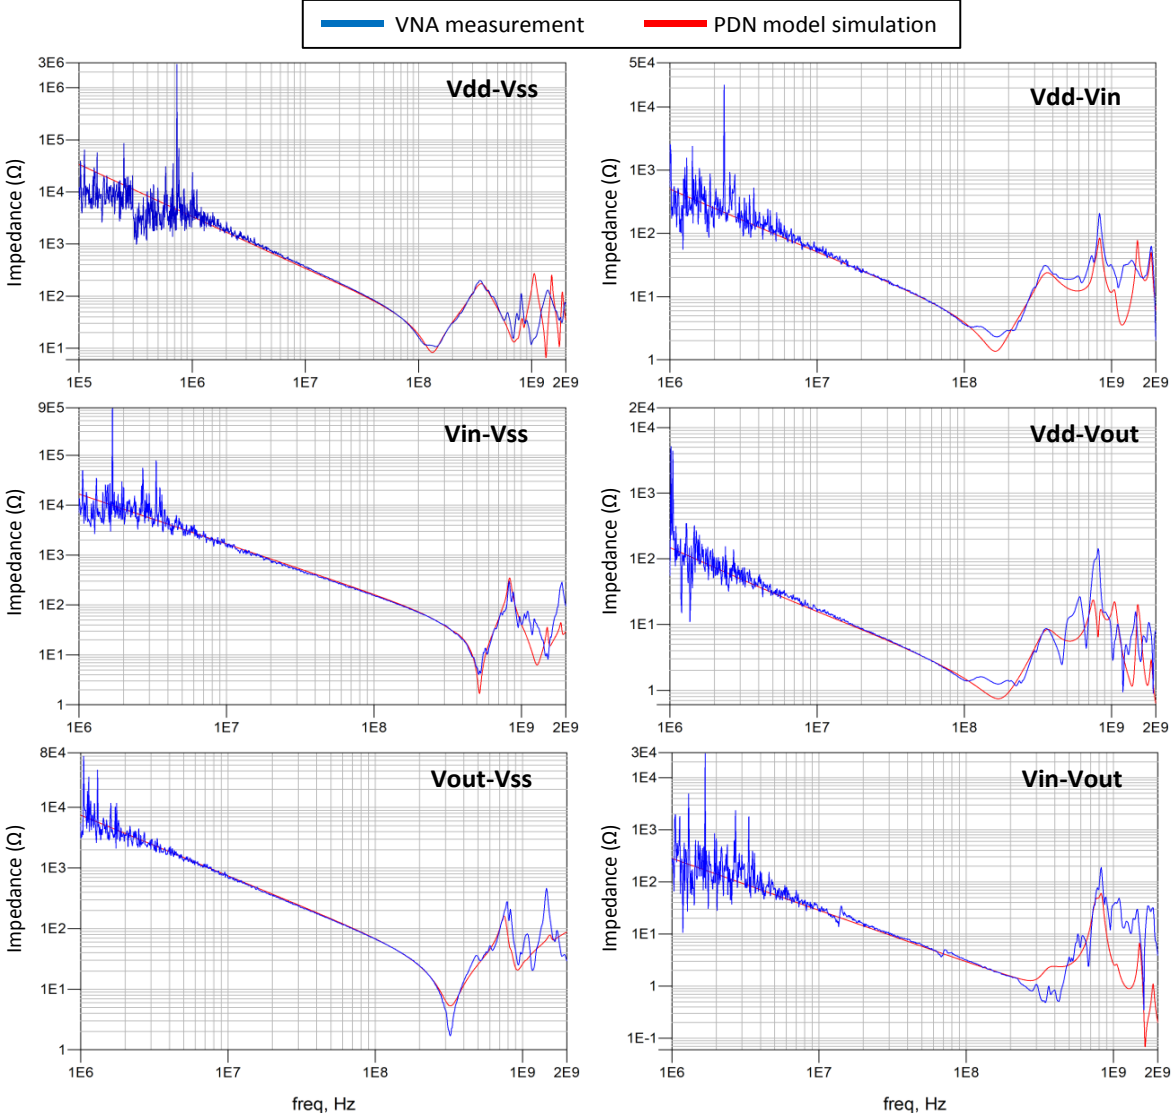 VNA measurement PDN model simulation
Vdd-Vss
Impedance (Ω)
3E6
1E6
1E5
1E4
1E3
1E2
1E1
1E5 1E6 1E7 1E8 1E9 2E9
Vdd-Vin
Impedance (Ω)
5E4
1E4
1E3
1E2
1E1
1
1E6 1E7 1E8 1E9 2E9
Vin-Vss
Impedance (Ω)
9E5
1E5
1E4
1E3
1E2
1E1
1
1E6 1E7 1E8 1E9 2E9
Vdd-Vout
Impedance (Ω)
2E4
1E4
1E3
1E2
1E1
1
1E6 1E7 1E8 1E9 2E9
Vout-Vss
Impedance (Ω)
8E4
1E4
1E3
1E2
1E1
1
1E6 1E7 1E8 1E9 2E9
freq, Hz
Vin-Vout
Impedance (Ω)
3E4
1E4
1E3
1E2
1E1
1
1E-1
1E6 1E7 1E8 1E9 2E9
freq, Hz